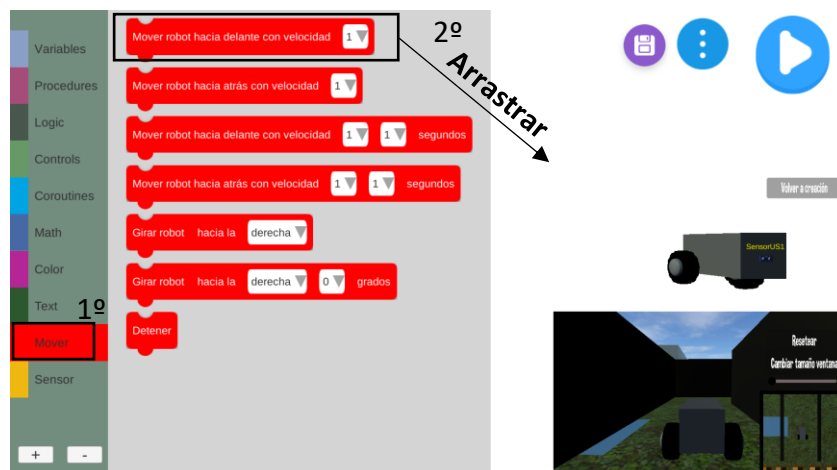 Variables
Procedures
Logic
Controls
Coroutines
Math
Color
Text
1º
Mover
Sensor
+ -
Mover robot hacia delante con velocidad 1
Mover robot hacia atrás con velocidad 1
Mover robot hacia delante con velocidad 1 1 segundos
Mover robot hacia atrás con velocidad 1 1 segundos
Girar robot hacia la derecha
Girar robot hacia la derecha 0 grados
Detener
2º
Arrastrar
Volver a creación
SensorUS1
Resetear
Cambiar tamaño ventana